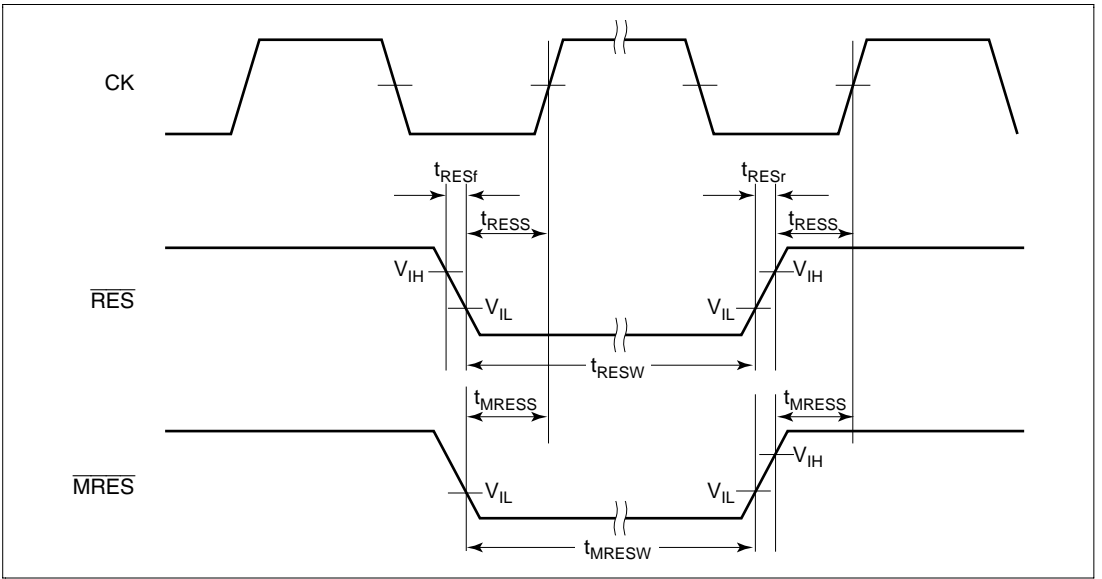 CK
tRESf
tRESr
tRESS
tRESS
VIH
VIH
RES
VIL
VIL
tRESW
tMRESS
tMRESS
VIH
MRES
VIL
VIL
tMRESW